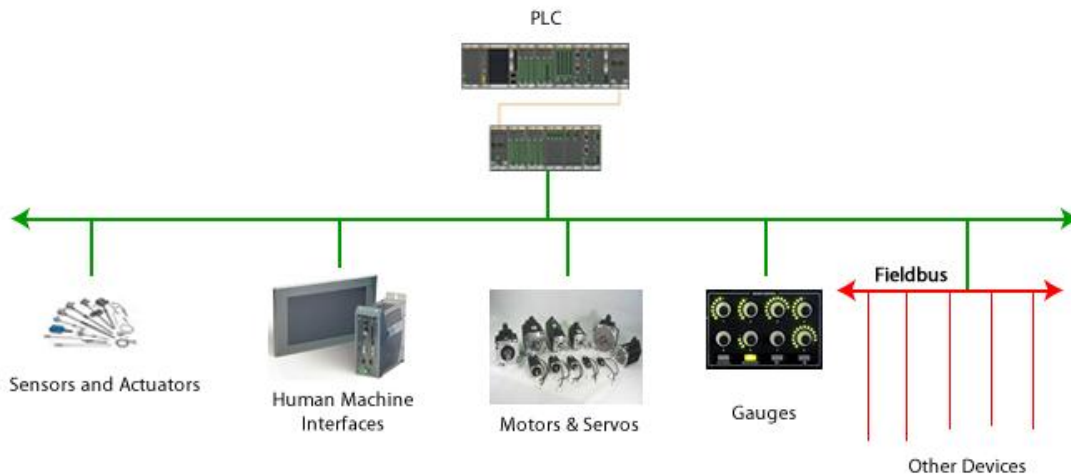 PLC
Fieldbus
Sensors and Actuators
Human Machine
Interfaces
Motors & Servos
Gauges
Other Devices